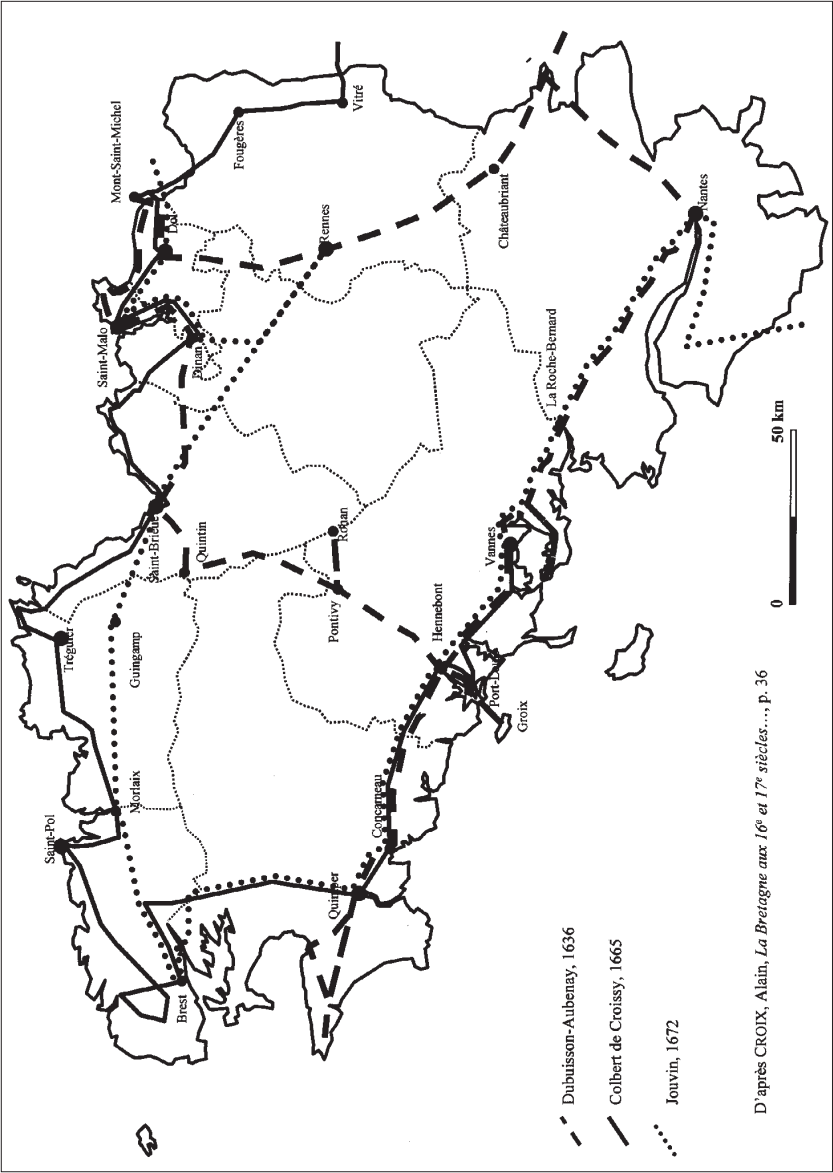 Saint-Pol
Tréguier
Saint-Malo
Mont-Saint-Michel
Brest
Morlaix
Guingamp
Saint-Brieuc
Quintin
Dinan
Dol
Fougères
Quimper
Concarneau
Pontivy
Rohan
Rennes
Vitré
Hennebont
Port-Louis
Groix
Vannes
La Roche-Bernard
Châteaubriant
Nantes
Dubuisson-Aubenay, 1636
Colbert de Croissy, 1665
Jouvin, 1672
0
50 km
D'après CROIX, Alain, La Bretagne aux 16e et 17e siècles…, p. 36